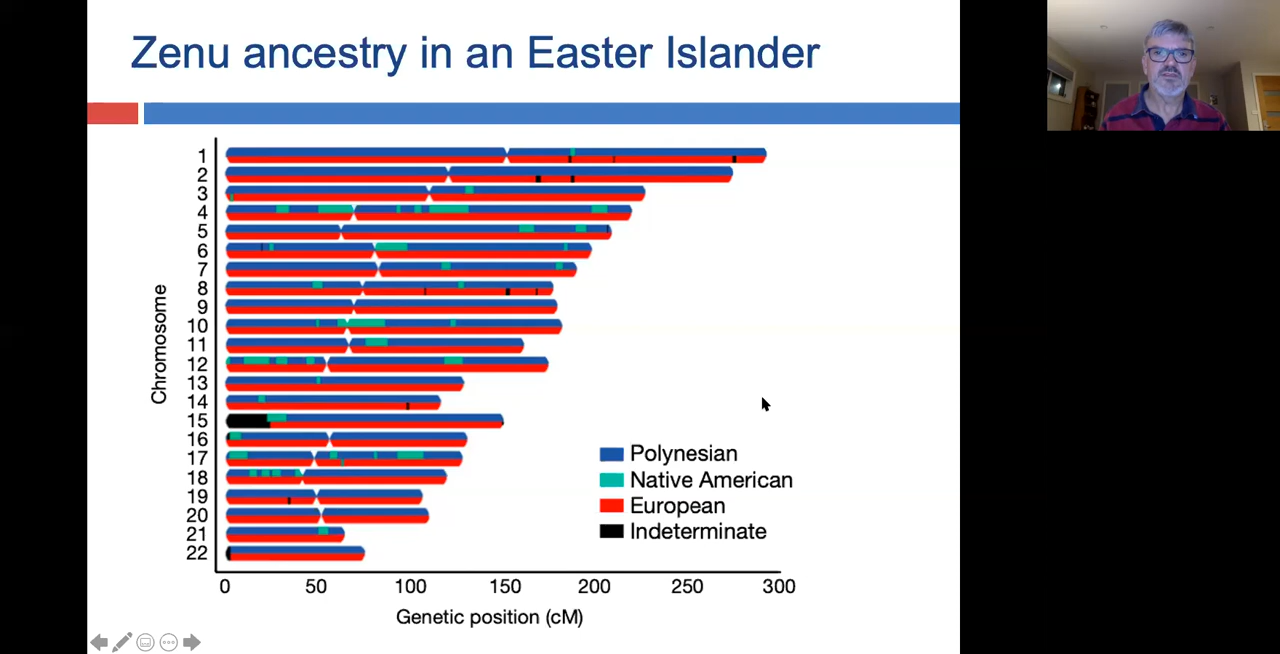 Zenu ancestry in an Easter Islander
Chromosome
1
2
3
4
5
6
7
8
9
10
11
12
13
14
15
16
17
18
19
20
21
22
Polynesian
Native American
European
Indeterminate
0 50 100 150 200 250 300
Genetic position (cM)